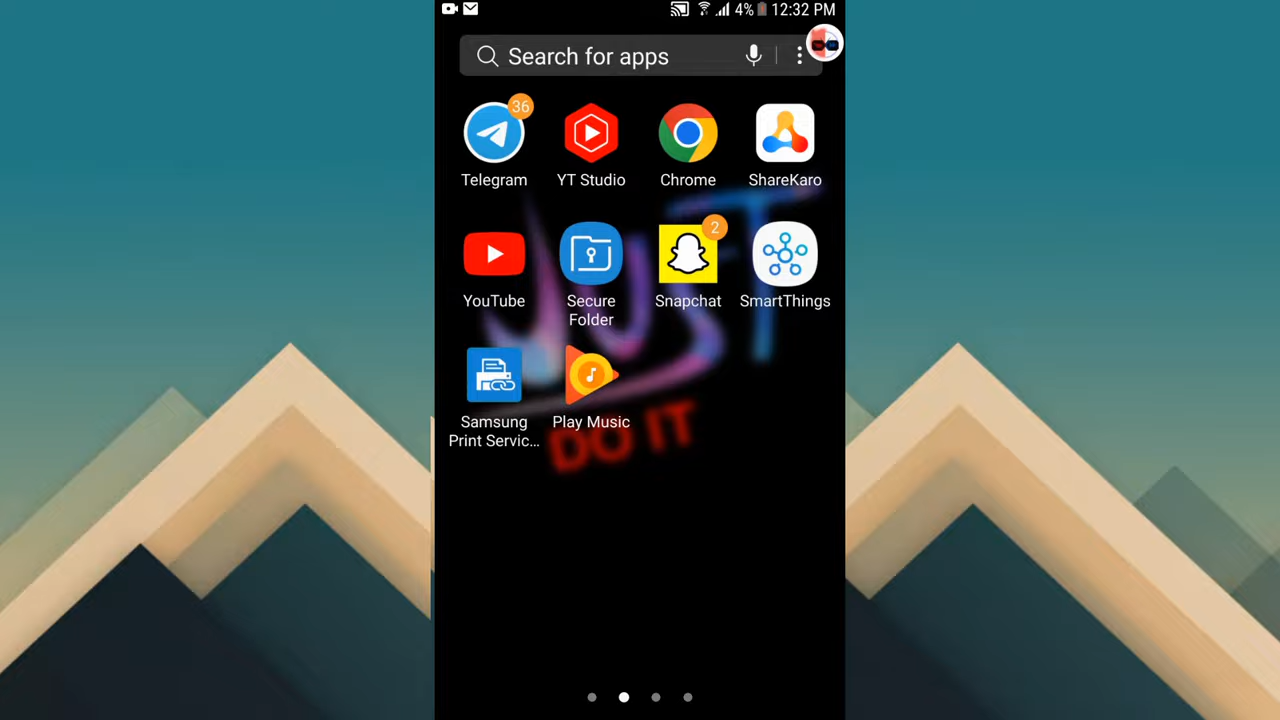 4% 12:32 PM
Search for apps
36
Telegram YT Studio Chrome ShareKaro
2
YouTube Secure Folder Snapchat SmartThings
Samsung Print Servic... Play Music
JUST
DO IT